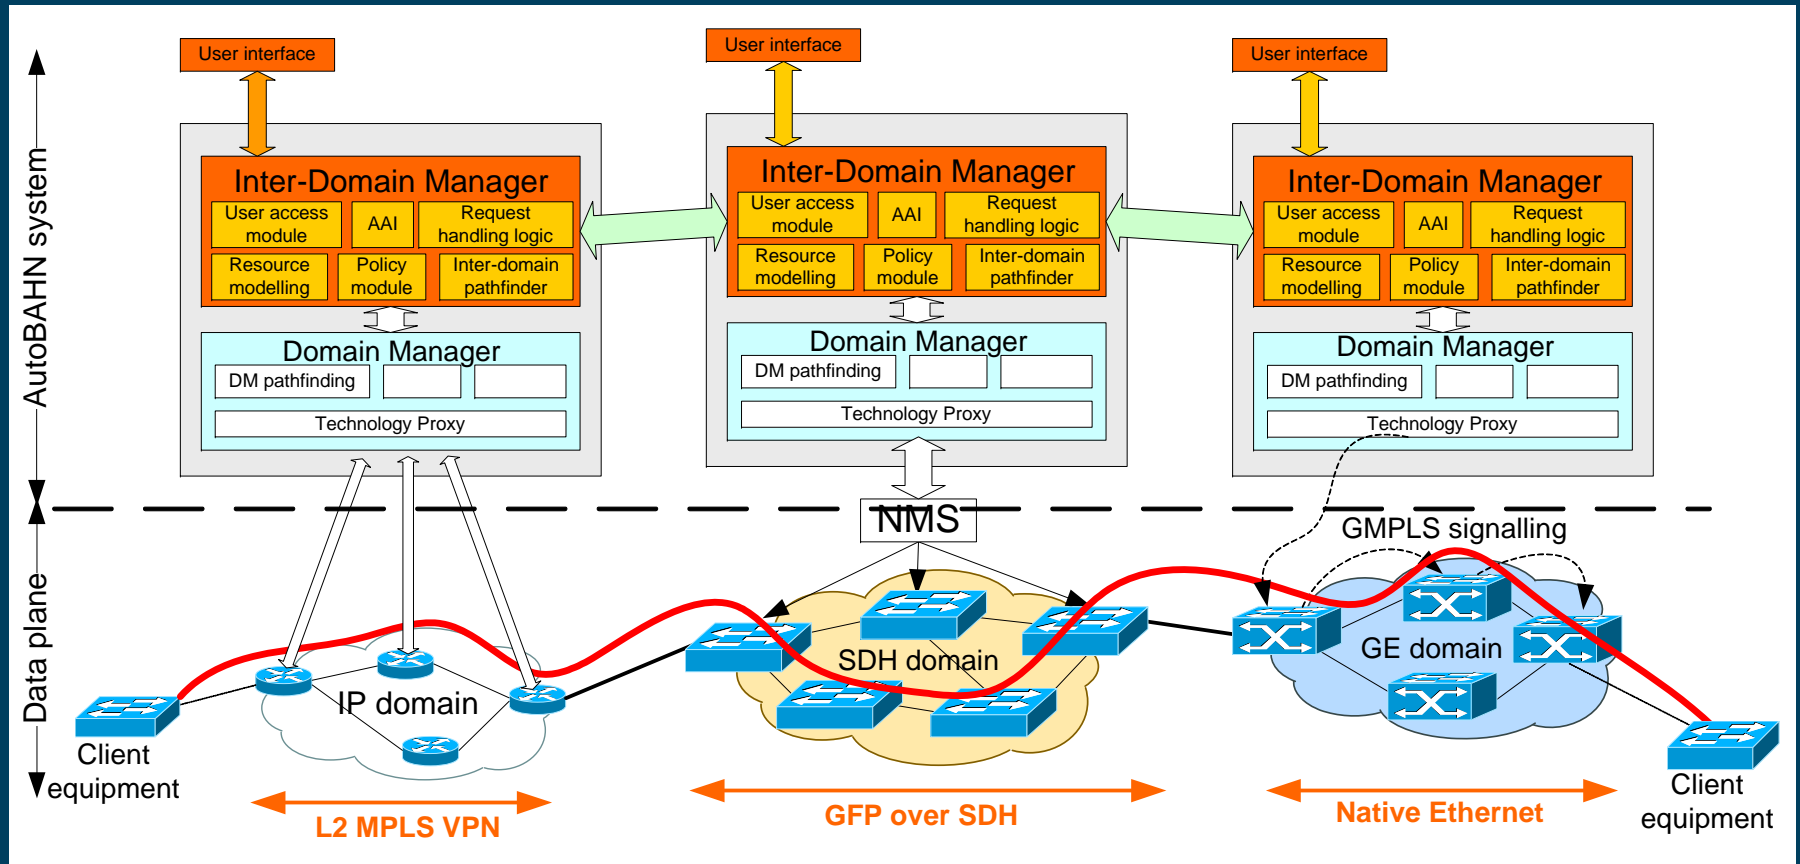 User interface
User interface
User interface
AutoBAHN system
Inter-Domain Manager
User access
module
AAI
Request
handling logic
Resource
modelling
Policy
module
Inter-domain
pathfinder
Domain Manager
DM pathfinding
Technology Proxy
Inter-Domain Manager
User access
module
AAI
Request
handling logic
Resource
modelling
Policy
module
Inter-domain
pathfinder
Domain Manager
DM pathfinding
Technology Proxy
Inter-Domain Manager
User access
module
AAI
Request
handling logic
Resource
modelling
Policy
module
Inter-domain
pathfinder
Domain Manager
DM pathfinding
Technology Proxy
Data plane
NMS
GMPLS signalling
IP domain
SDH domain
GE domain
Client
equipment
Client
equipment
L2 MPLS VPN
GFP over SDH
Native Ethernet